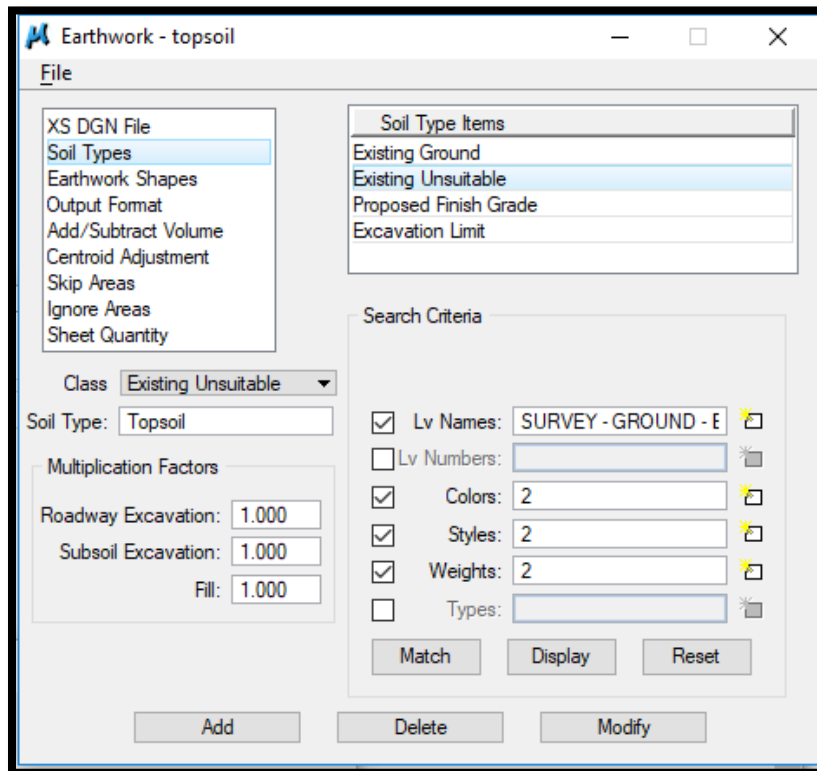 Earthwork - topsoil
File
XS DGN File
Soil Types
Earthwork Shapes
Output Format
Add/Subtract Volume
Centroid Adjustment
Skip Areas
Ignore Areas
Sheet Quantity
Class Existing Unsuitable
Soil Type: Topsoil
Multiplication Factors
Roadway Excavation: 1.000
Subsoil Excavation: 1.000
Fill: 1.000
Soil Type Items
Existing Ground
Existing Unsuitable
Proposed Finish Grade
Excavation Limit
Search Criteria
Lv Names: SURVEY - GROUND - E
Lv Numbers:
Colors: 2
Styles: 2
Weights: 2
Types:
Match Display Reset
Add Delete Modify